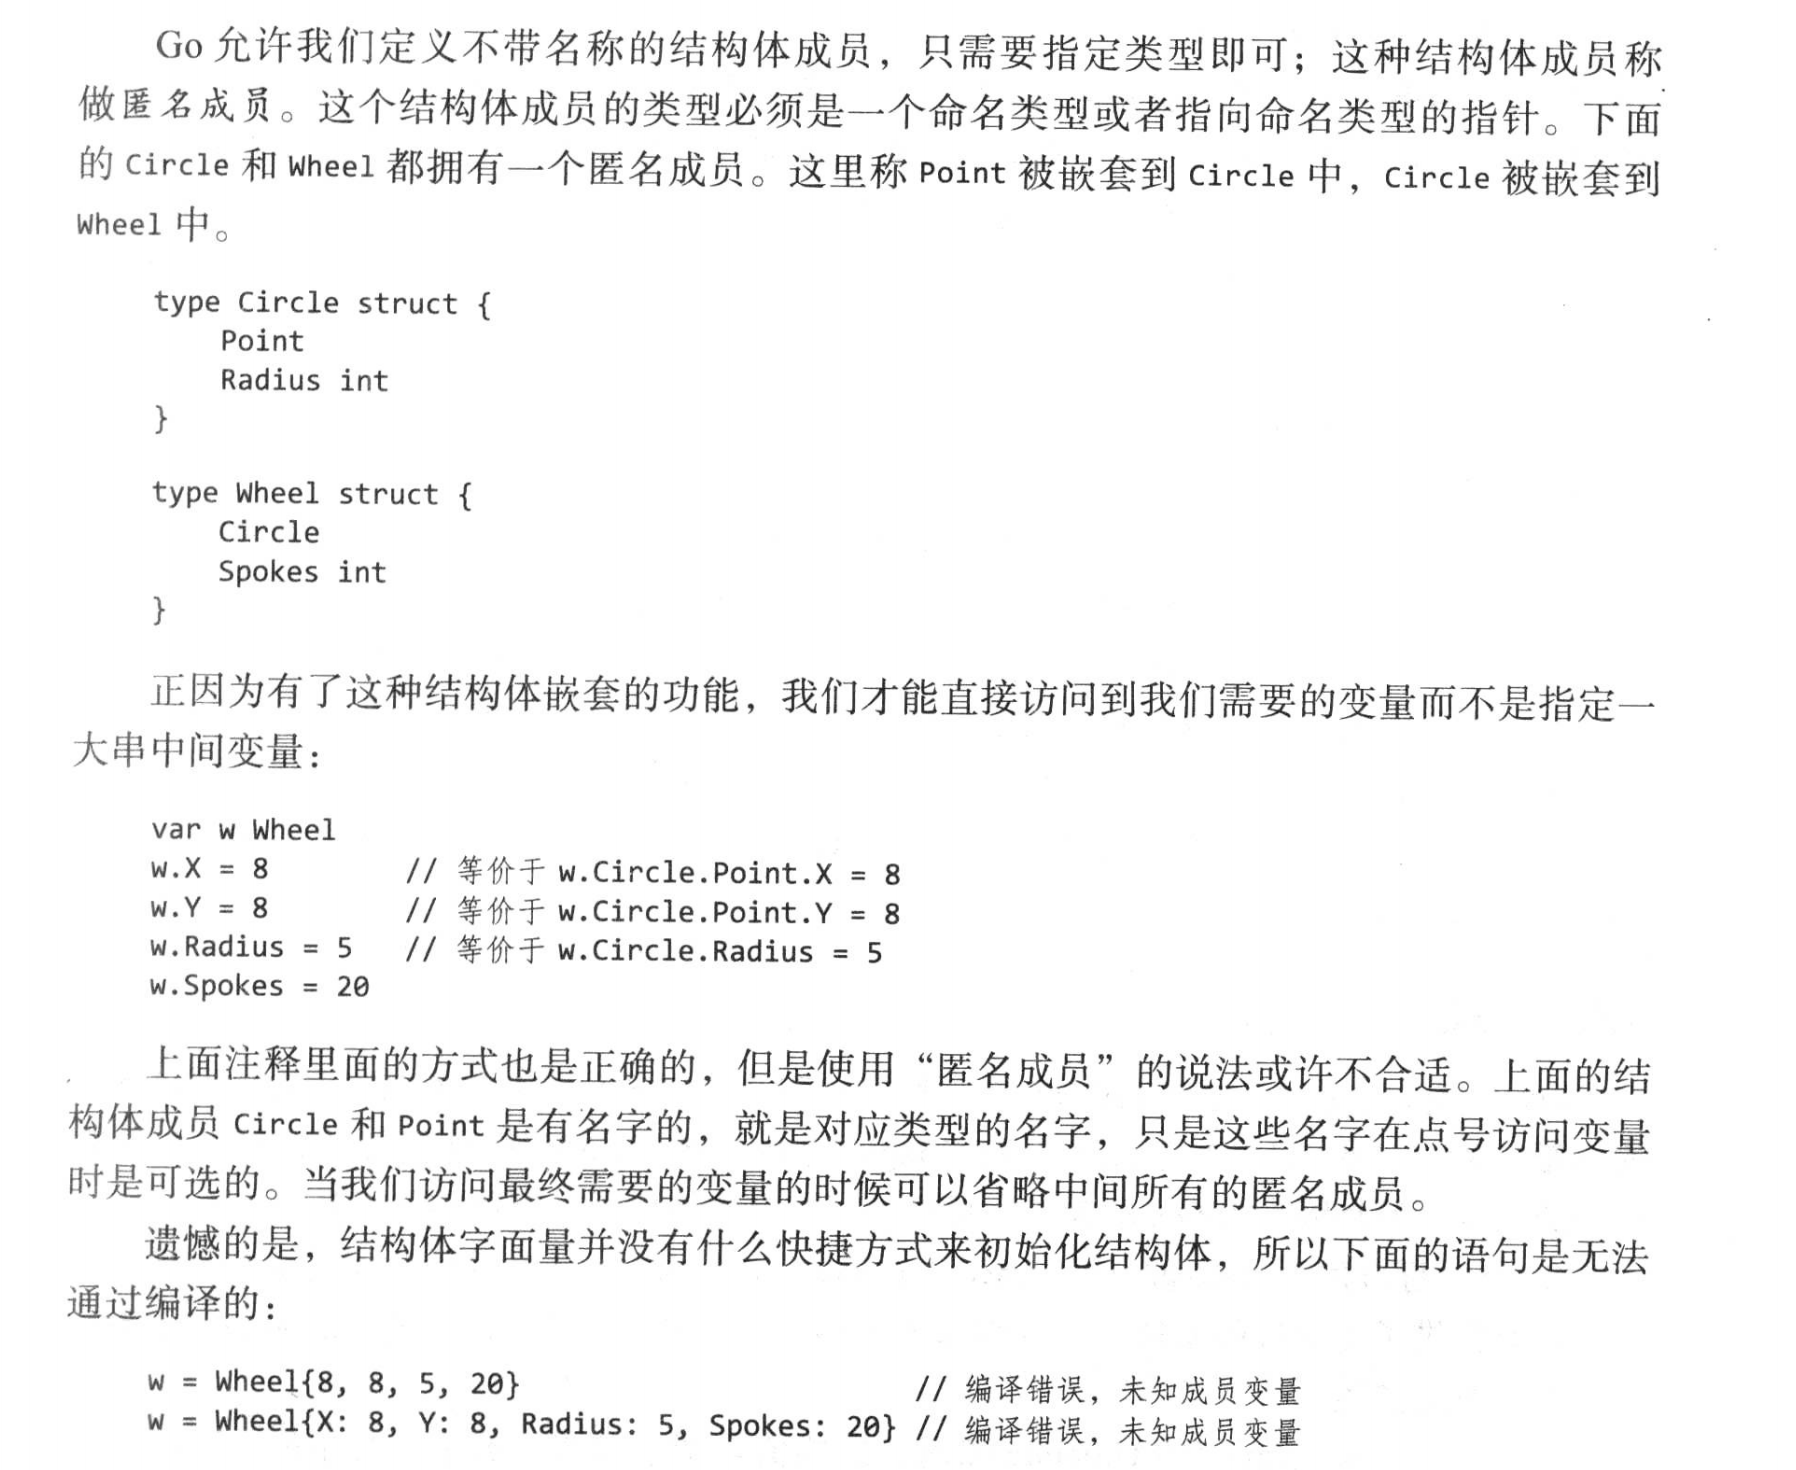 Go 允许我们定义不带名称的结构体成员，只需要指定类型即可；这种结构体成员称
做匿名成员。这个结构体成员的类型必须是一个命名类型或者指向命名类型的指针。下面
的 Circle 和 Wheel 都拥有一个匿名成员。这里称 Point 被嵌套到 Circle 中，Circle 被嵌套到
Wheel 中。
type Circle struct {
    Point
    Radius int
}
type Wheel struct {
    Circle
    Spokes int
}
正因为有了这种结构体嵌套的功能，我们才能直接访问到我们需要的变量而不是指定一
大串中间变量：
var w Wheel
w.X = 8        // 等价于 w.Circle.Point.X = 8
w.Y = 8        // 等价于 w.Circle.Point.Y = 8
w.Radius = 5   // 等价于 w.Circle.Radius = 5
w.Spokes = 20
上面注释里面的方式也是正确的，但是使用“匿名成员”的说法或许不合适。上面的结
构体成员 Circle 和 Point 是有名字的，就是对应类型的名字，只是这些名字在点号访问变量
时是可选的。当我们访问最终需要的变量的时候可以省略中间所有的匿名成员。
遗憾的是，结构体字面量并没有什么快捷方式来初始化结构体，所以下面的语句是无法
通过编译的：
w = Wheel{8, 8, 5, 20}                       // 编译错误，未知成员变量
w = Wheel{X: 8, Y: 8, Radius: 5, Spokes: 20} // 编译错误，未知成员变量